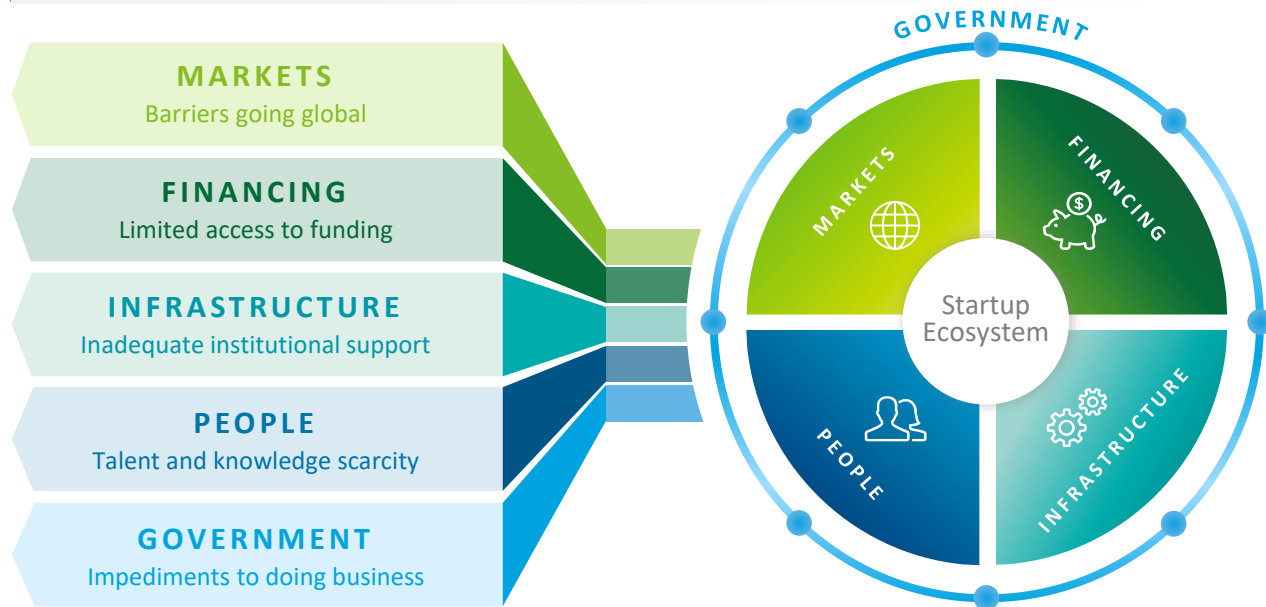 MARKETS
Barriers going global
FINANCING
Limited access to funding
INFRASTRUCTURE
Inadequate institutional support
PEOPLE
Talent and knowledge scarcity
GOVERNMENT
Impediments to doing business
GOVERNMENT
MARKETS
FINANCING
$
Startup
Ecosystem
PEOPLE
INFRASTRUCTURE